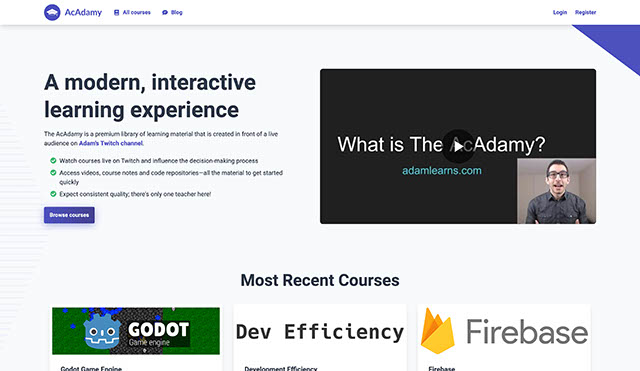 AcAdamy
All courses
Blog
Login
Register
A modern, interactive
learning experience
The AcAdamy is a premium library of learning material that is created in front of a live
audience on Adam's Twitch channel.
Watch courses live on Twitch and influence the decision-making process
Access videos, course notes and code repositories—all the material to get started
quickly
Expect consistent quality; there's only one teacher here!
Browse courses
What is The AcAdamy?
adamlearns.com
Most Recent Courses
GODOT
Game engine
Dev Efficiency
Firebase
Godot Game Engine
Development Efficiency
Firebase